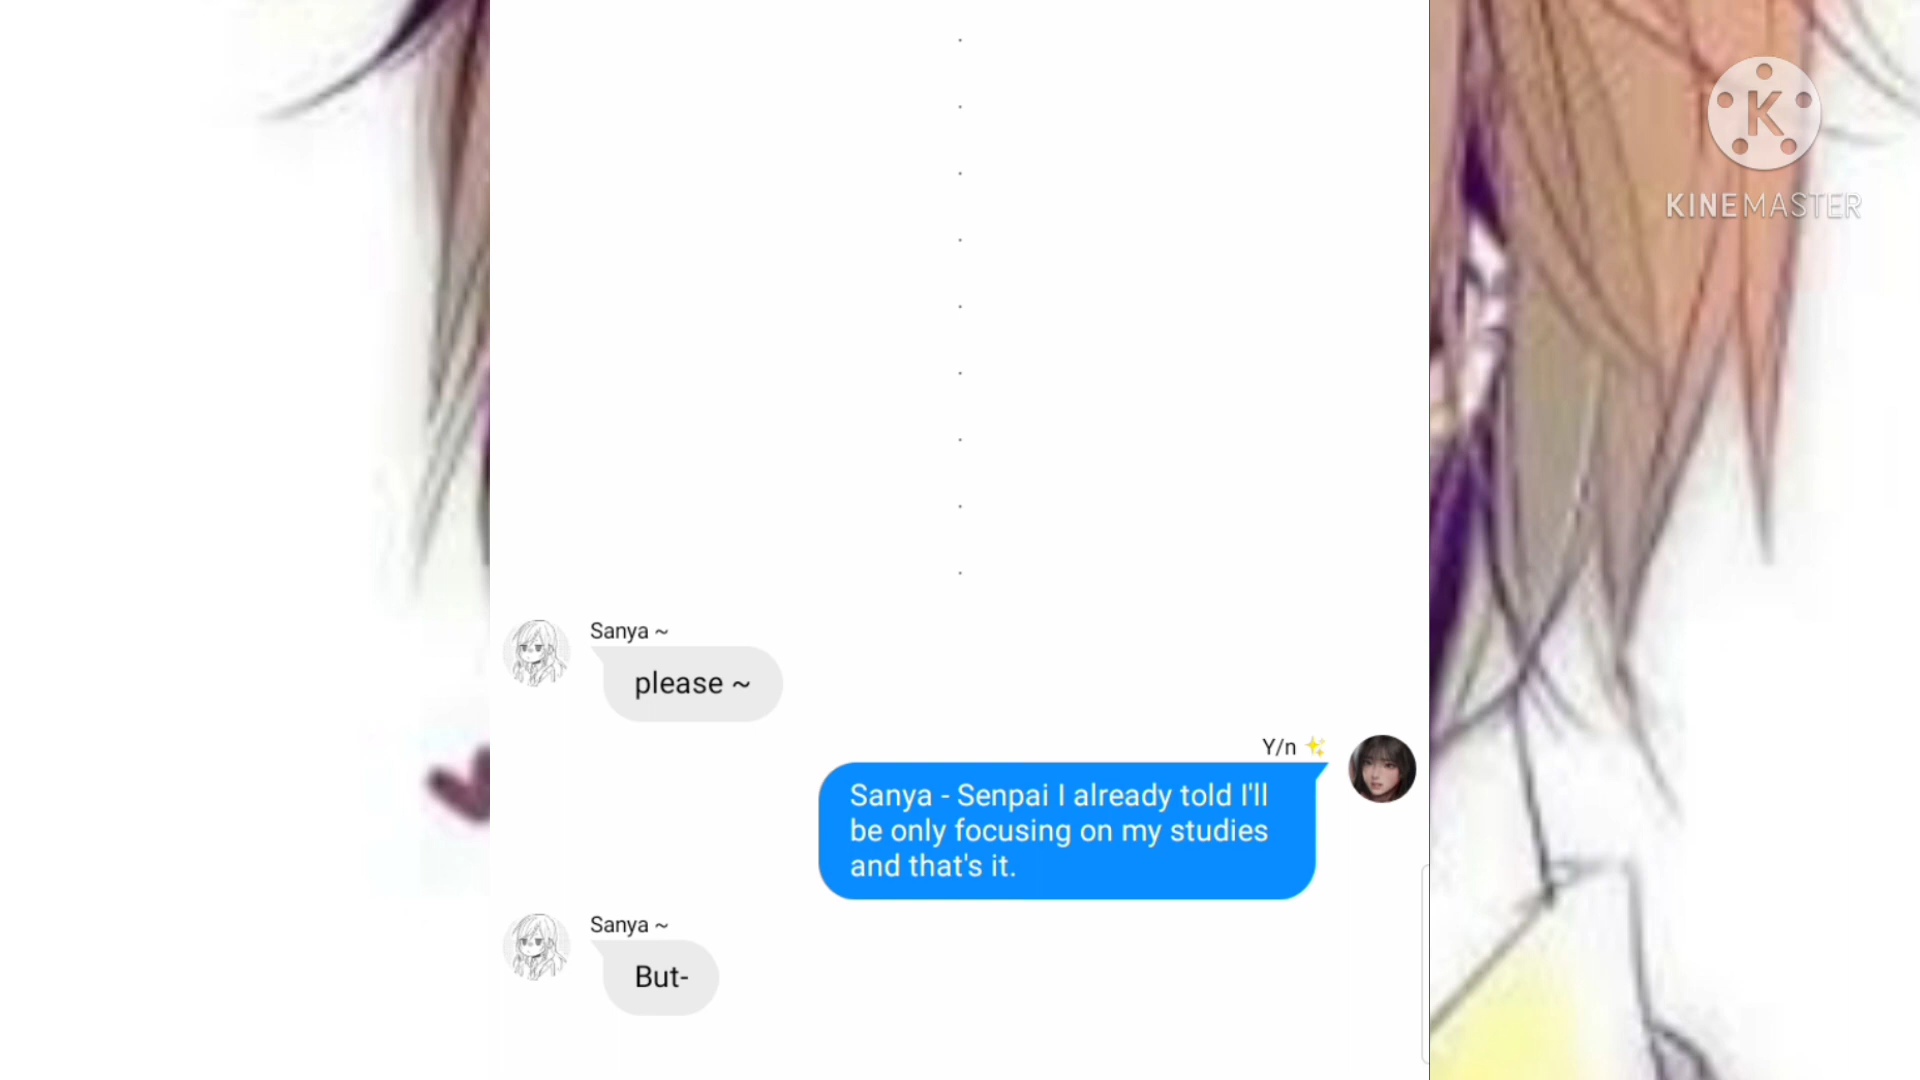 K
KINEMASTER
.
.
.
.
.
.
.
.
.
Sanya ~
please ~
Y/n ✨
Sanya - Senpai I already told I'll
be only focusing on my studies
and that's it.
Sanya ~
But-